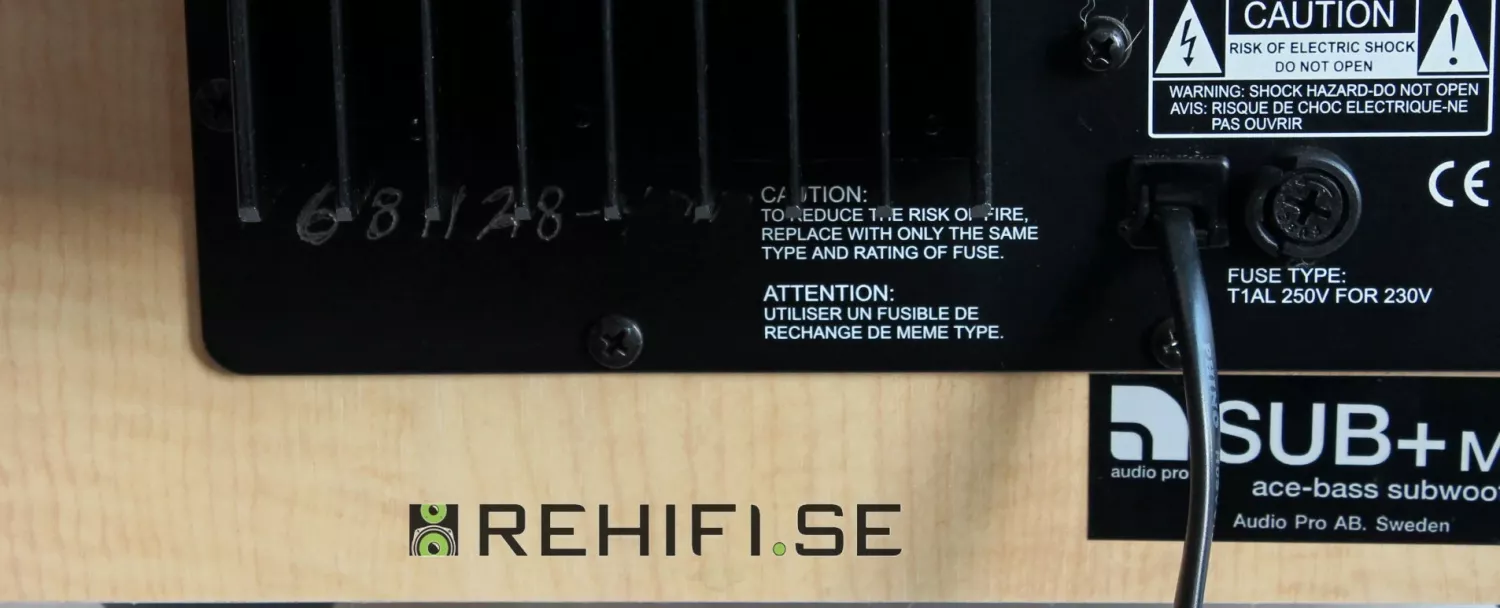 CAUTION
RISK OF ELECTRIC SHOCK
DO NOT OPEN
WARNING: SHOCK HAZARD-DO NOT OPEN
AVIS: RISQUE DE CHOC ELECTRIQUE-NE
PAS OUVRIR
CE
68428-
CAUTION:
TO REDUCE THE RISK OF FIRE,
REPLACE WITH ONLY THE SAME
TYPE AND RATING OF FUSE.
ATTENTION:
UTILISER UN FUSIBLE DE
RECHANGE DE MEME TYPE.
FUSE TYPE:
T1AL 250V FOR 230V
audio pro
SUB+
ace-bass
Audio Pro AB. Sweden
REHIFI.SE